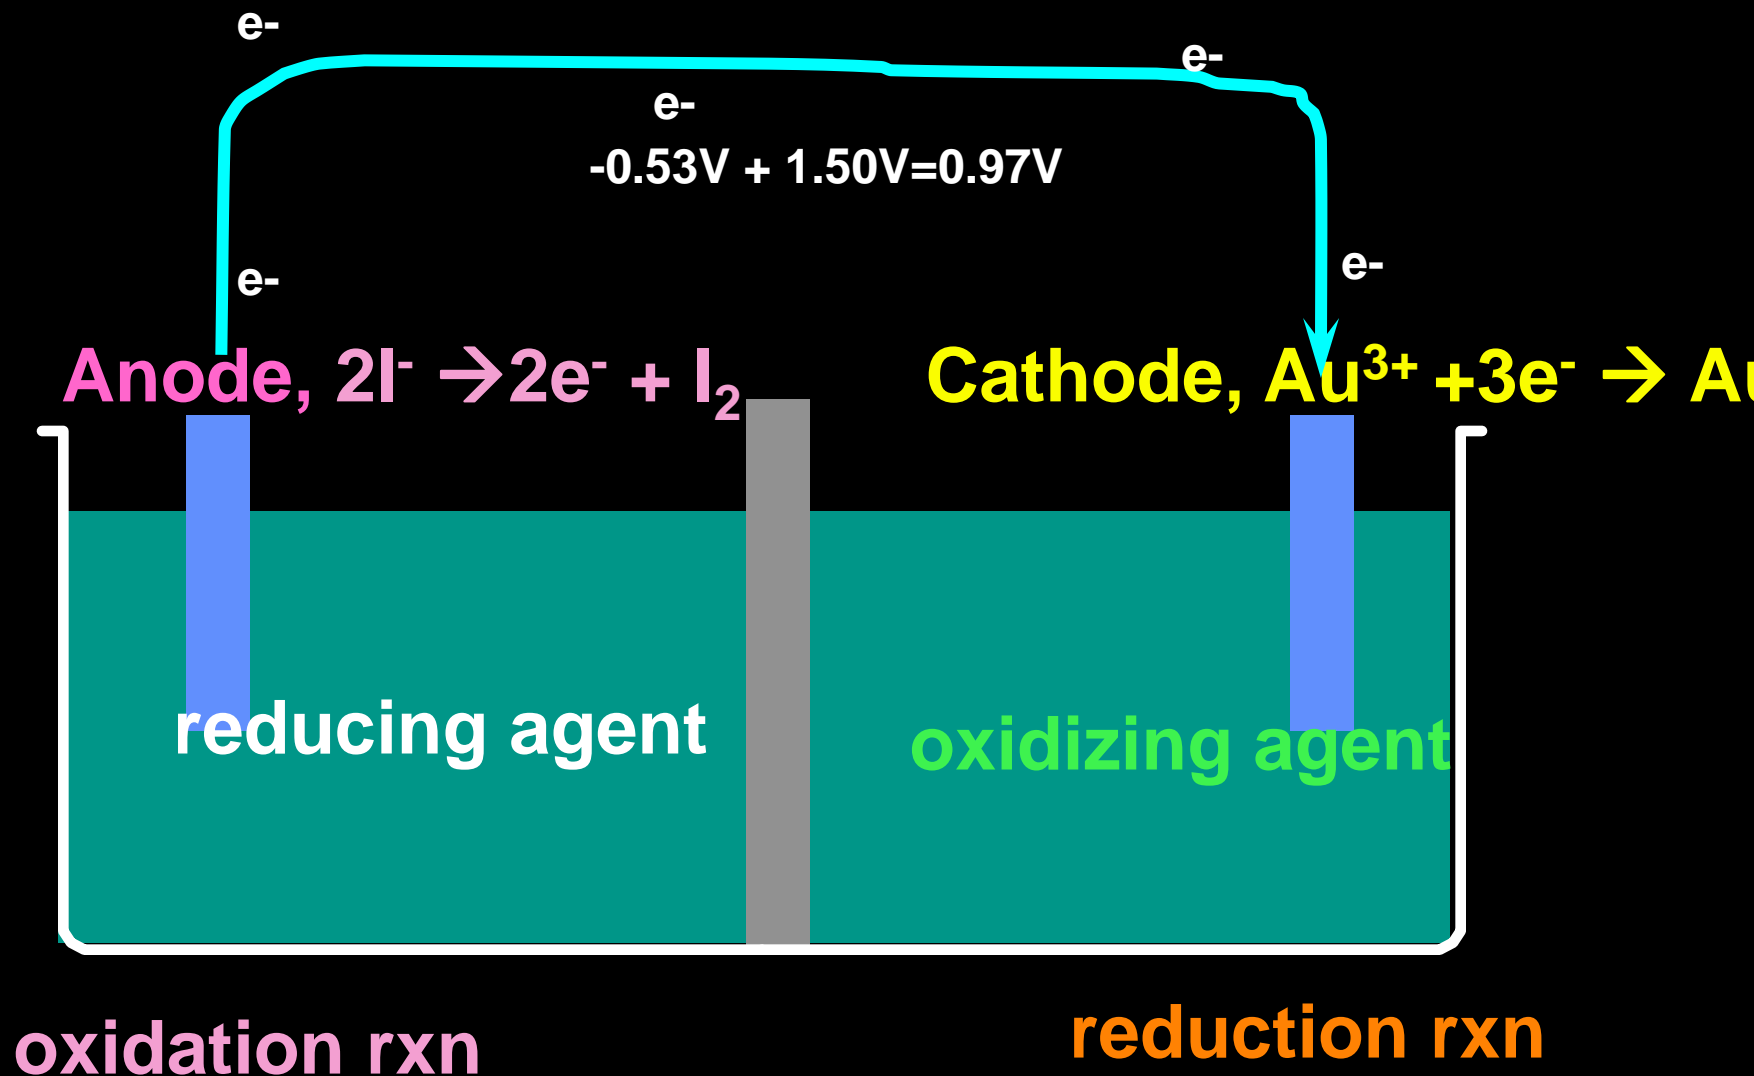 e-
e-
e-
-0.53V + 1.50V=0.97V
e-
e-
Anode, 2I⁻ →2e⁻ + I₂
Cathode, Au³⁺ +3e⁻ → Au
reducing agent
oxidizing agent
oxidation rxn
reduction rxn